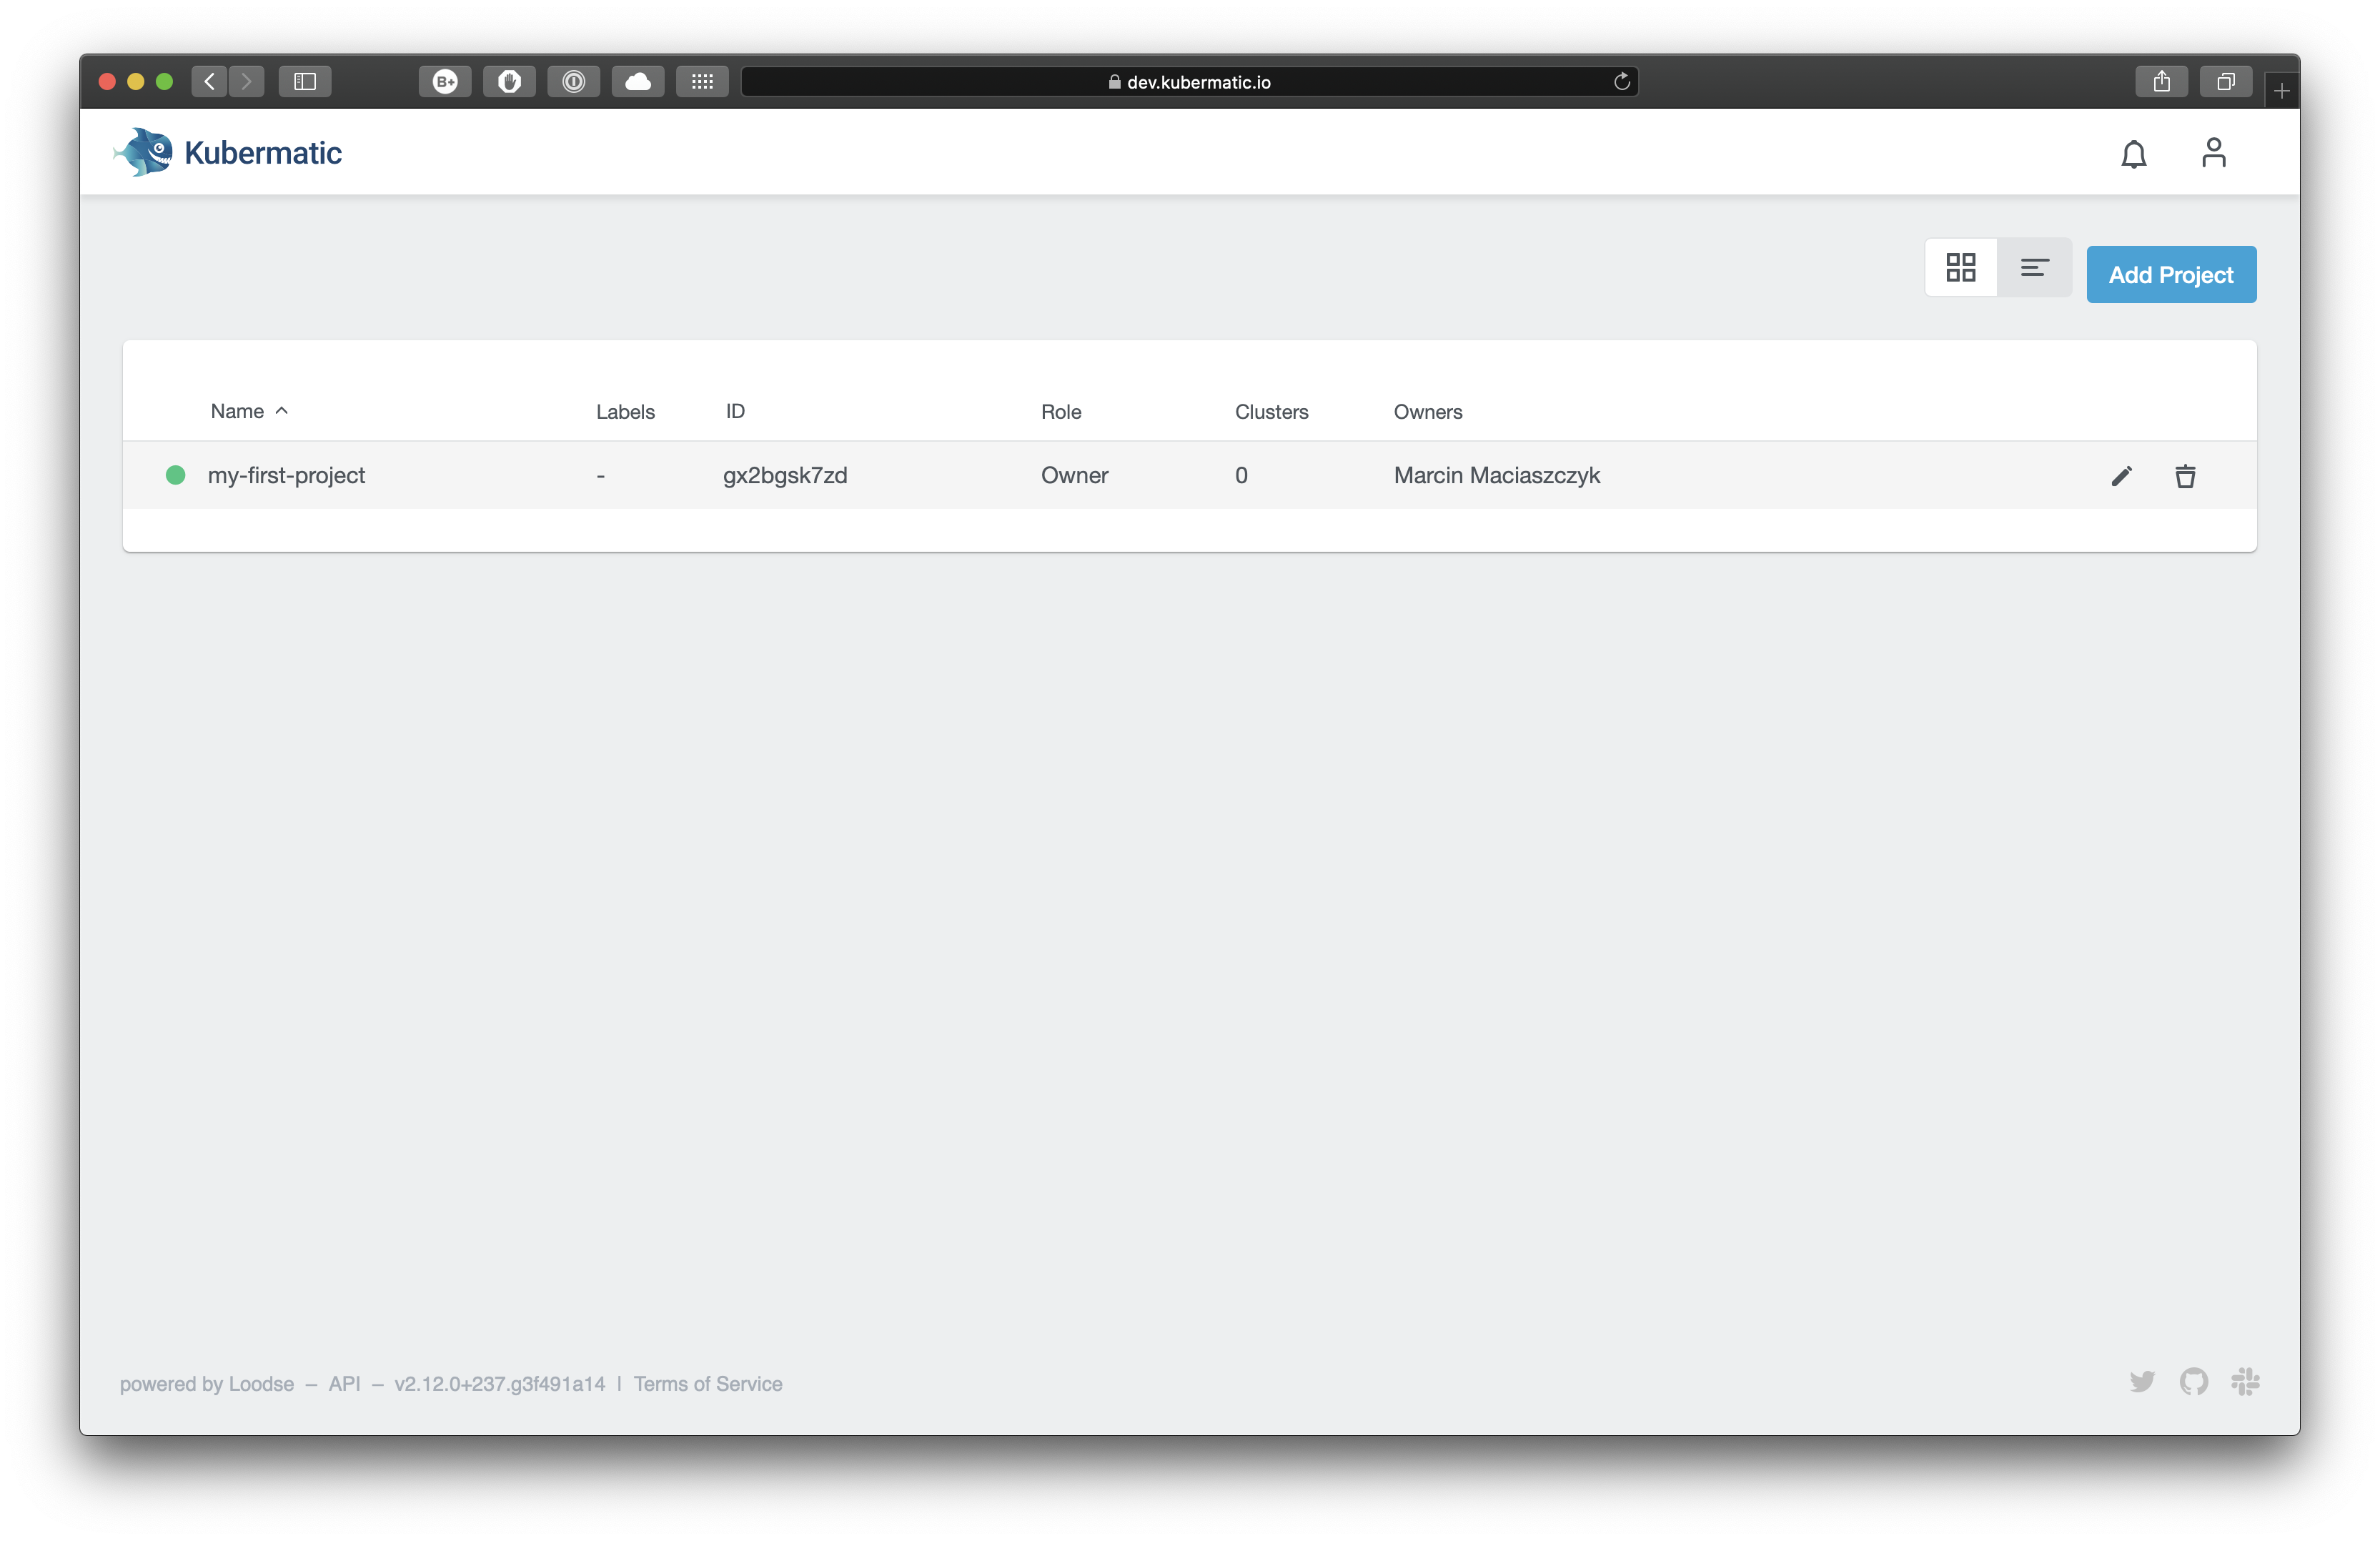 B+
dev.kubermatic.io
Kubermatic
Add Project
Name Labels ID Role Clusters Owners
my-first-project - gx2bgsk7zd Owner 0 Marcin Maciaszczyk
powered by Loodse – API – v2.12.0+237.g3f491a14 | Terms of Service